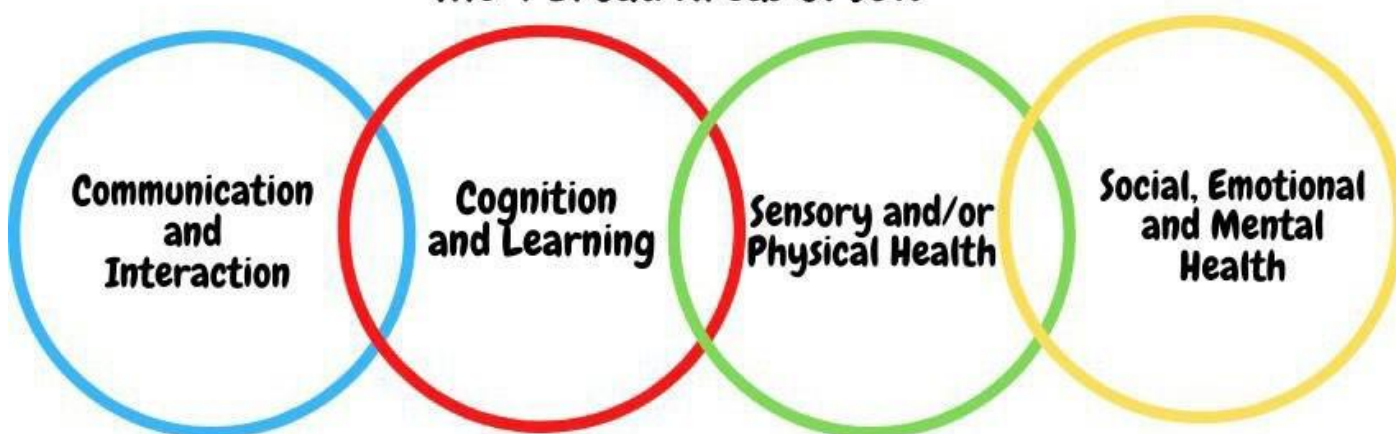 Communication
and
Interaction
Cognition
and Learning
Sensory and/or
Physical Health
Social, Emotional
and Mental
Health